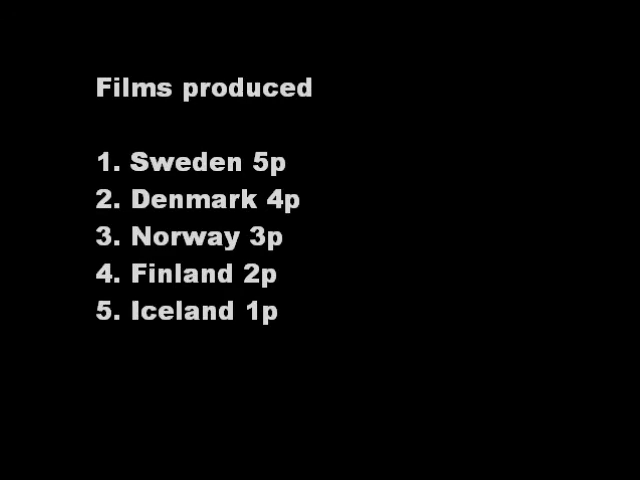 Films produced
1. Sweden 5p
2. Denmark 4p
3. Norway 3p
4. Finland 2p
5. Iceland 1p